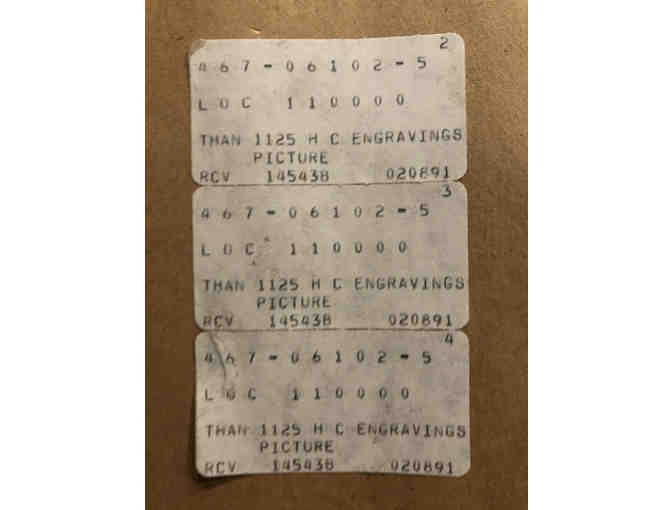 2
467-06102-5
LOC 110000
THAN 1125 H C ENGRAVINGS
PICTURE
RCV 145438 020891
3
467-06102-5
LOC 110000
THAN 1125 H C ENGRAVINGS
PICTURE
RCV 145438 020891
4
467-06102-5
LOC 110000
THAN 1125 H C ENGRAVINGS
PICTURE
RCV 145438 020891